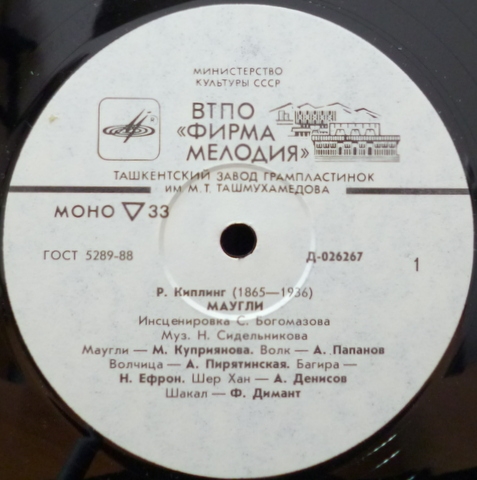 МИНИСТЕРСТВО
КУЛЬТУРЫ СССР
ВТПО
«ФИРМА
МЕЛОДИЯ»
ТАШКЕНТСКИЙ ЗАВОД ГРАМПЛАСТИНОК
ИМ М. Т. ТАШМУХАМЕДОВА
МОНО 33
ГОСТ 5289-88
Д-026267
1
Р. Киплинг (1865—1936)
МАУГЛИ
Инсценировка С. Богомазова
Муз. Н. Сидельникова
Маугли — М. Куприянова. Волк — А. Папанов
Волчица — А. Пирятинская. Багира —
Н. Ефрон. Шер Хан — А. Денисов
Шакал — Ф. Димант